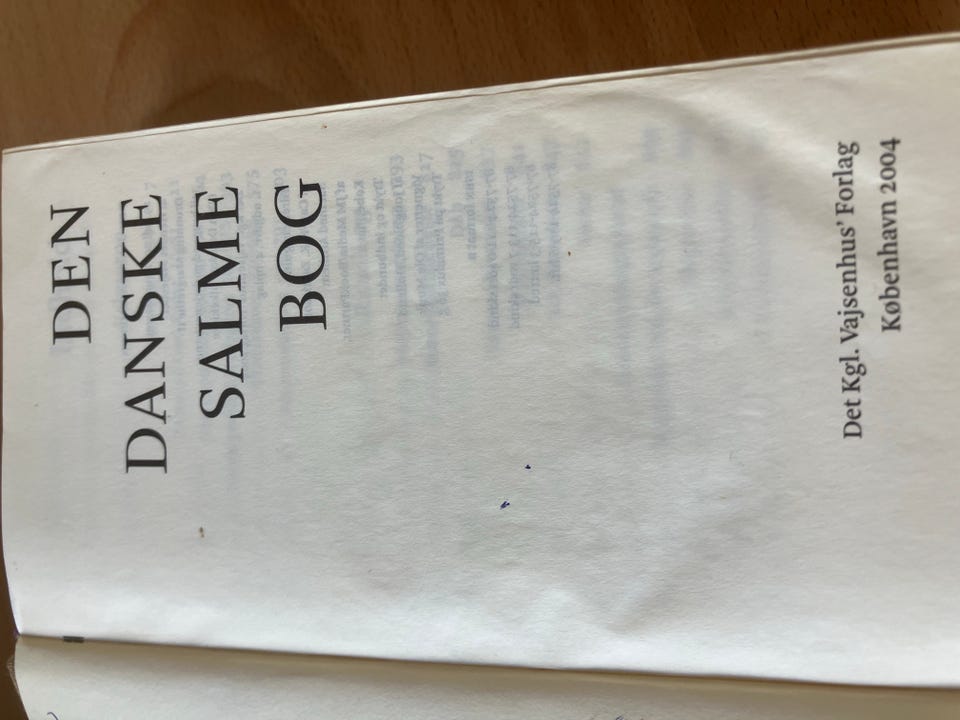 DEN
DANSKE
SALME
BOG
Det Kgl. Vajsenhus' Forlag
København 2004